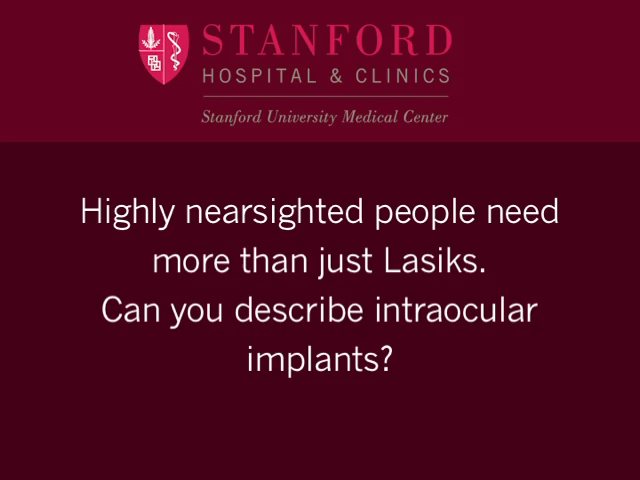 STANFORD
HOSPITAL & CLINICS
Stanford University Medical Center
Highly nearsighted people need
more than just Lasiks.
Can you describe intraocular
implants?